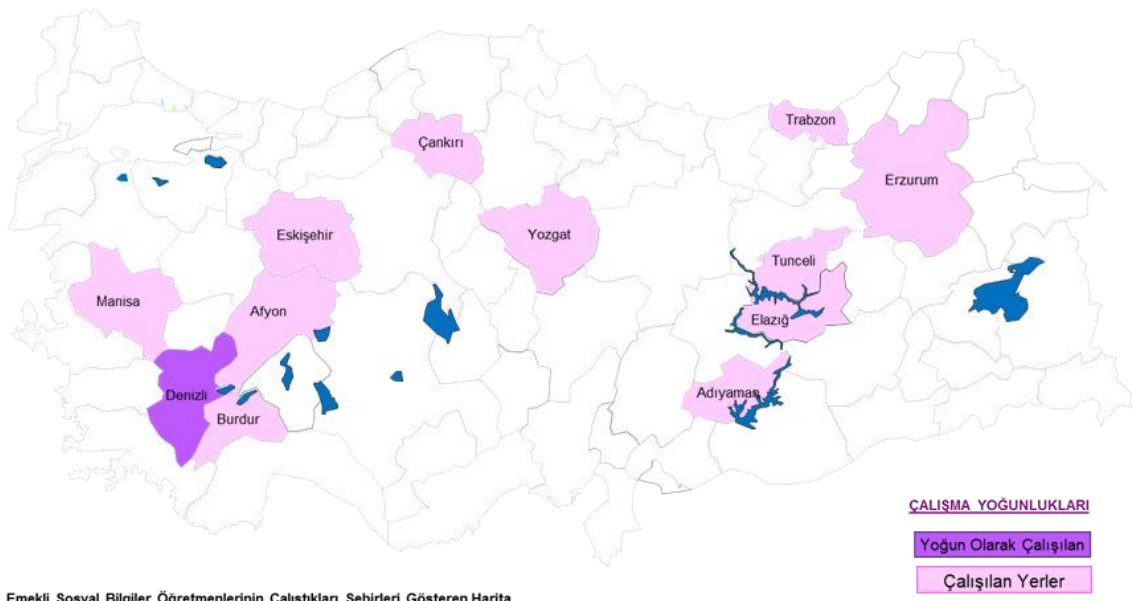 Trabzon
Çankırı
Erzurum
Eskişehir
Yozgat
Tunceli
Manisa
Afyon
Elazığ
Denizli
Adıyaman
Burdur
ÇALIŞMA YOĞUNLUKLARI
Yoğun Olarak Çalışılan
Çalışılan Yerler
Emekli Sosyal Bilgiler Öğretmenlerinin Çalıştıkları Şehirleri Gösteren Harita